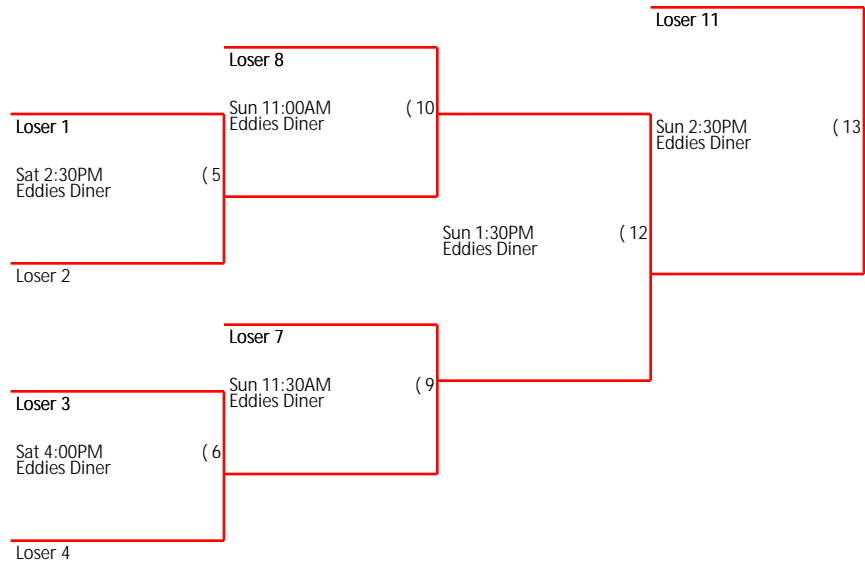 Loser 11
Loser 8
Sun 11:00AM ( 10
Eddies Diner
Loser 1
Sun 2:30PM ( 13
Eddies Diner
Sat 2:30PM ( 5
Eddies Diner
Sun 1:30PM ( 12
Eddies Diner
Loser 2
Loser 7
Sun 11:30AM ( 9
Eddies Diner
Loser 3
Sat 4:00PM ( 6
Eddies Diner
Loser 4